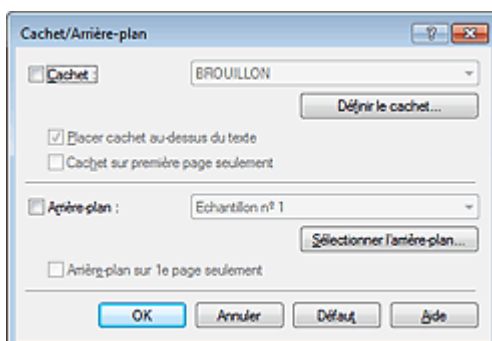 Cachet/Arrière-plan
Cachet : BROUILLON
Définir le cachet...
Placer cachet au-dessus du texte
Cachet sur première page seulement
Arrière-plan : Echantillon nº 1
Sélectionner l'arrière-plan...
Arrière-plan sur 1e page seulement
OK Annuler Défaut Aide